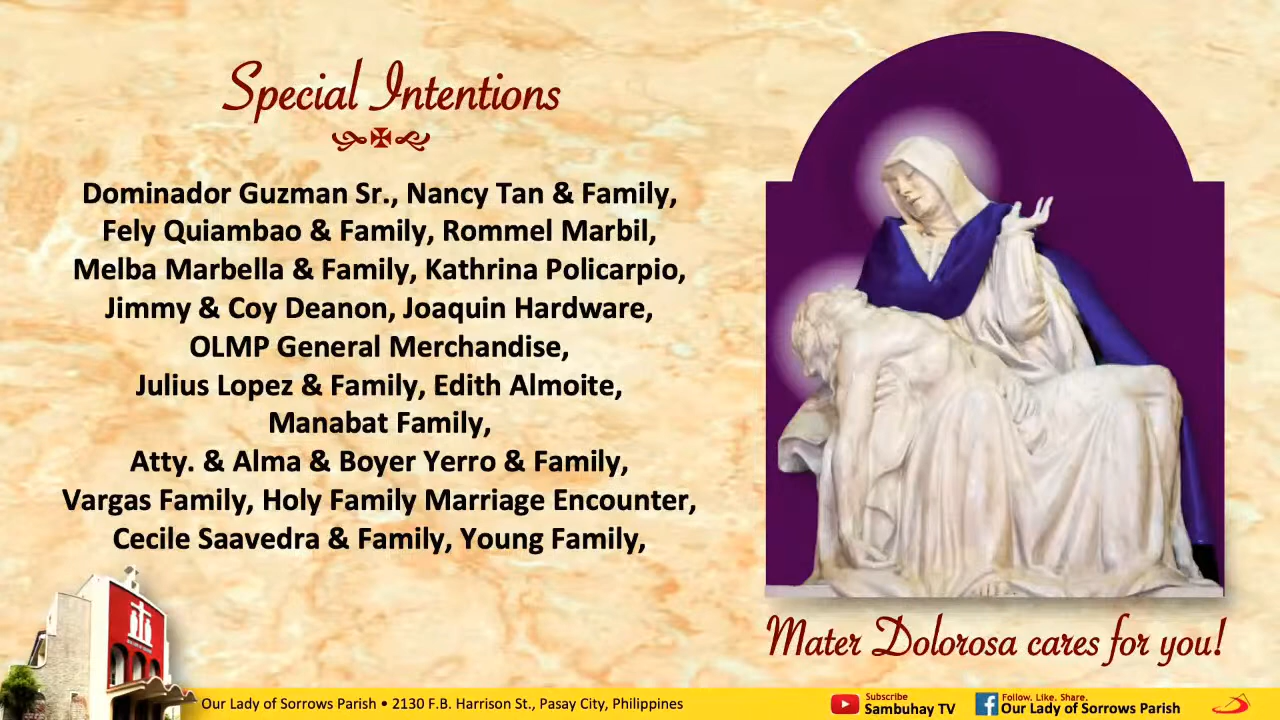 Special Intentions
Dominador Guzman Sr., Nancy Tan & Family,
Fely Quiambao & Family, Rommel Marbil,
Melba Marbella & Family, Kathrina Policarpio,
Jimmy & Coy Deanon, Joaquin Hardware,
OLMP General Merchandise,
Julius Lopez & Family, Edith Almoite,
Manabat Family,
Atty. & Alma & Boyer Yerro & Family,
Vargas Family, Holy Family Marriage Encounter,
Cecile Saavedra & Family, Young Family,
Mater Dolorosa cares for you!
Our Lady of Sorrows Parish • 2130 F.B. Harrison St., Pasay City, Philippines
Subscribe
Sambuhay TV
Follow. Like. Share.
Our Lady of Sorrows Parish